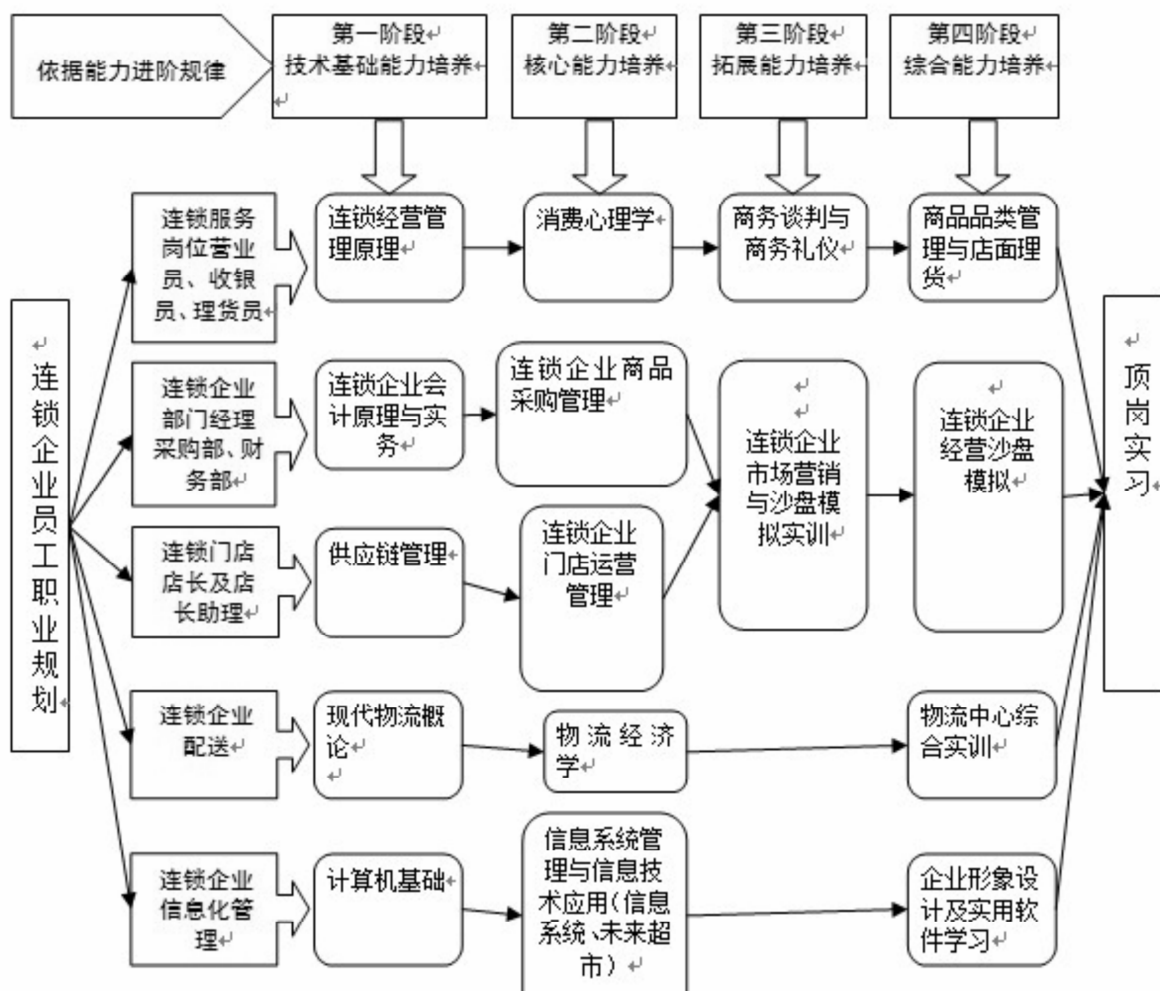 依据能力进阶规律
第一阶段
技术基础能力培养
第二阶段
核心能力培养
第三阶段
拓展能力培养
第四阶段
综合能力培养
连锁企业员工职业规划
连锁服务
岗位营业
员、收银
员、理货员
连锁经营管
理原理
消费心理学
商务谈判与
商务礼仪
商品品类管
理与店面理
货
连锁企业
部门经理
采购部、财
务部
连锁企业会
计原理与实
务
连锁企业商品
采购管理
连锁企业
市场营销
与沙盘模
拟实训
连锁企业
经营沙盘
模拟
连锁门店
店长及店
长助理
供应链管理
连锁企业
门店运营
管理
连锁企业
配送
现代物流概
论
物流经济
学
物流中心综
合实训
连锁企业
信息化管
理
计算机基础
信息系统管
理与信息技
术应用(信息
系统、未来超
市)
企业形象设
计及实用软
件学习
顶岗实习